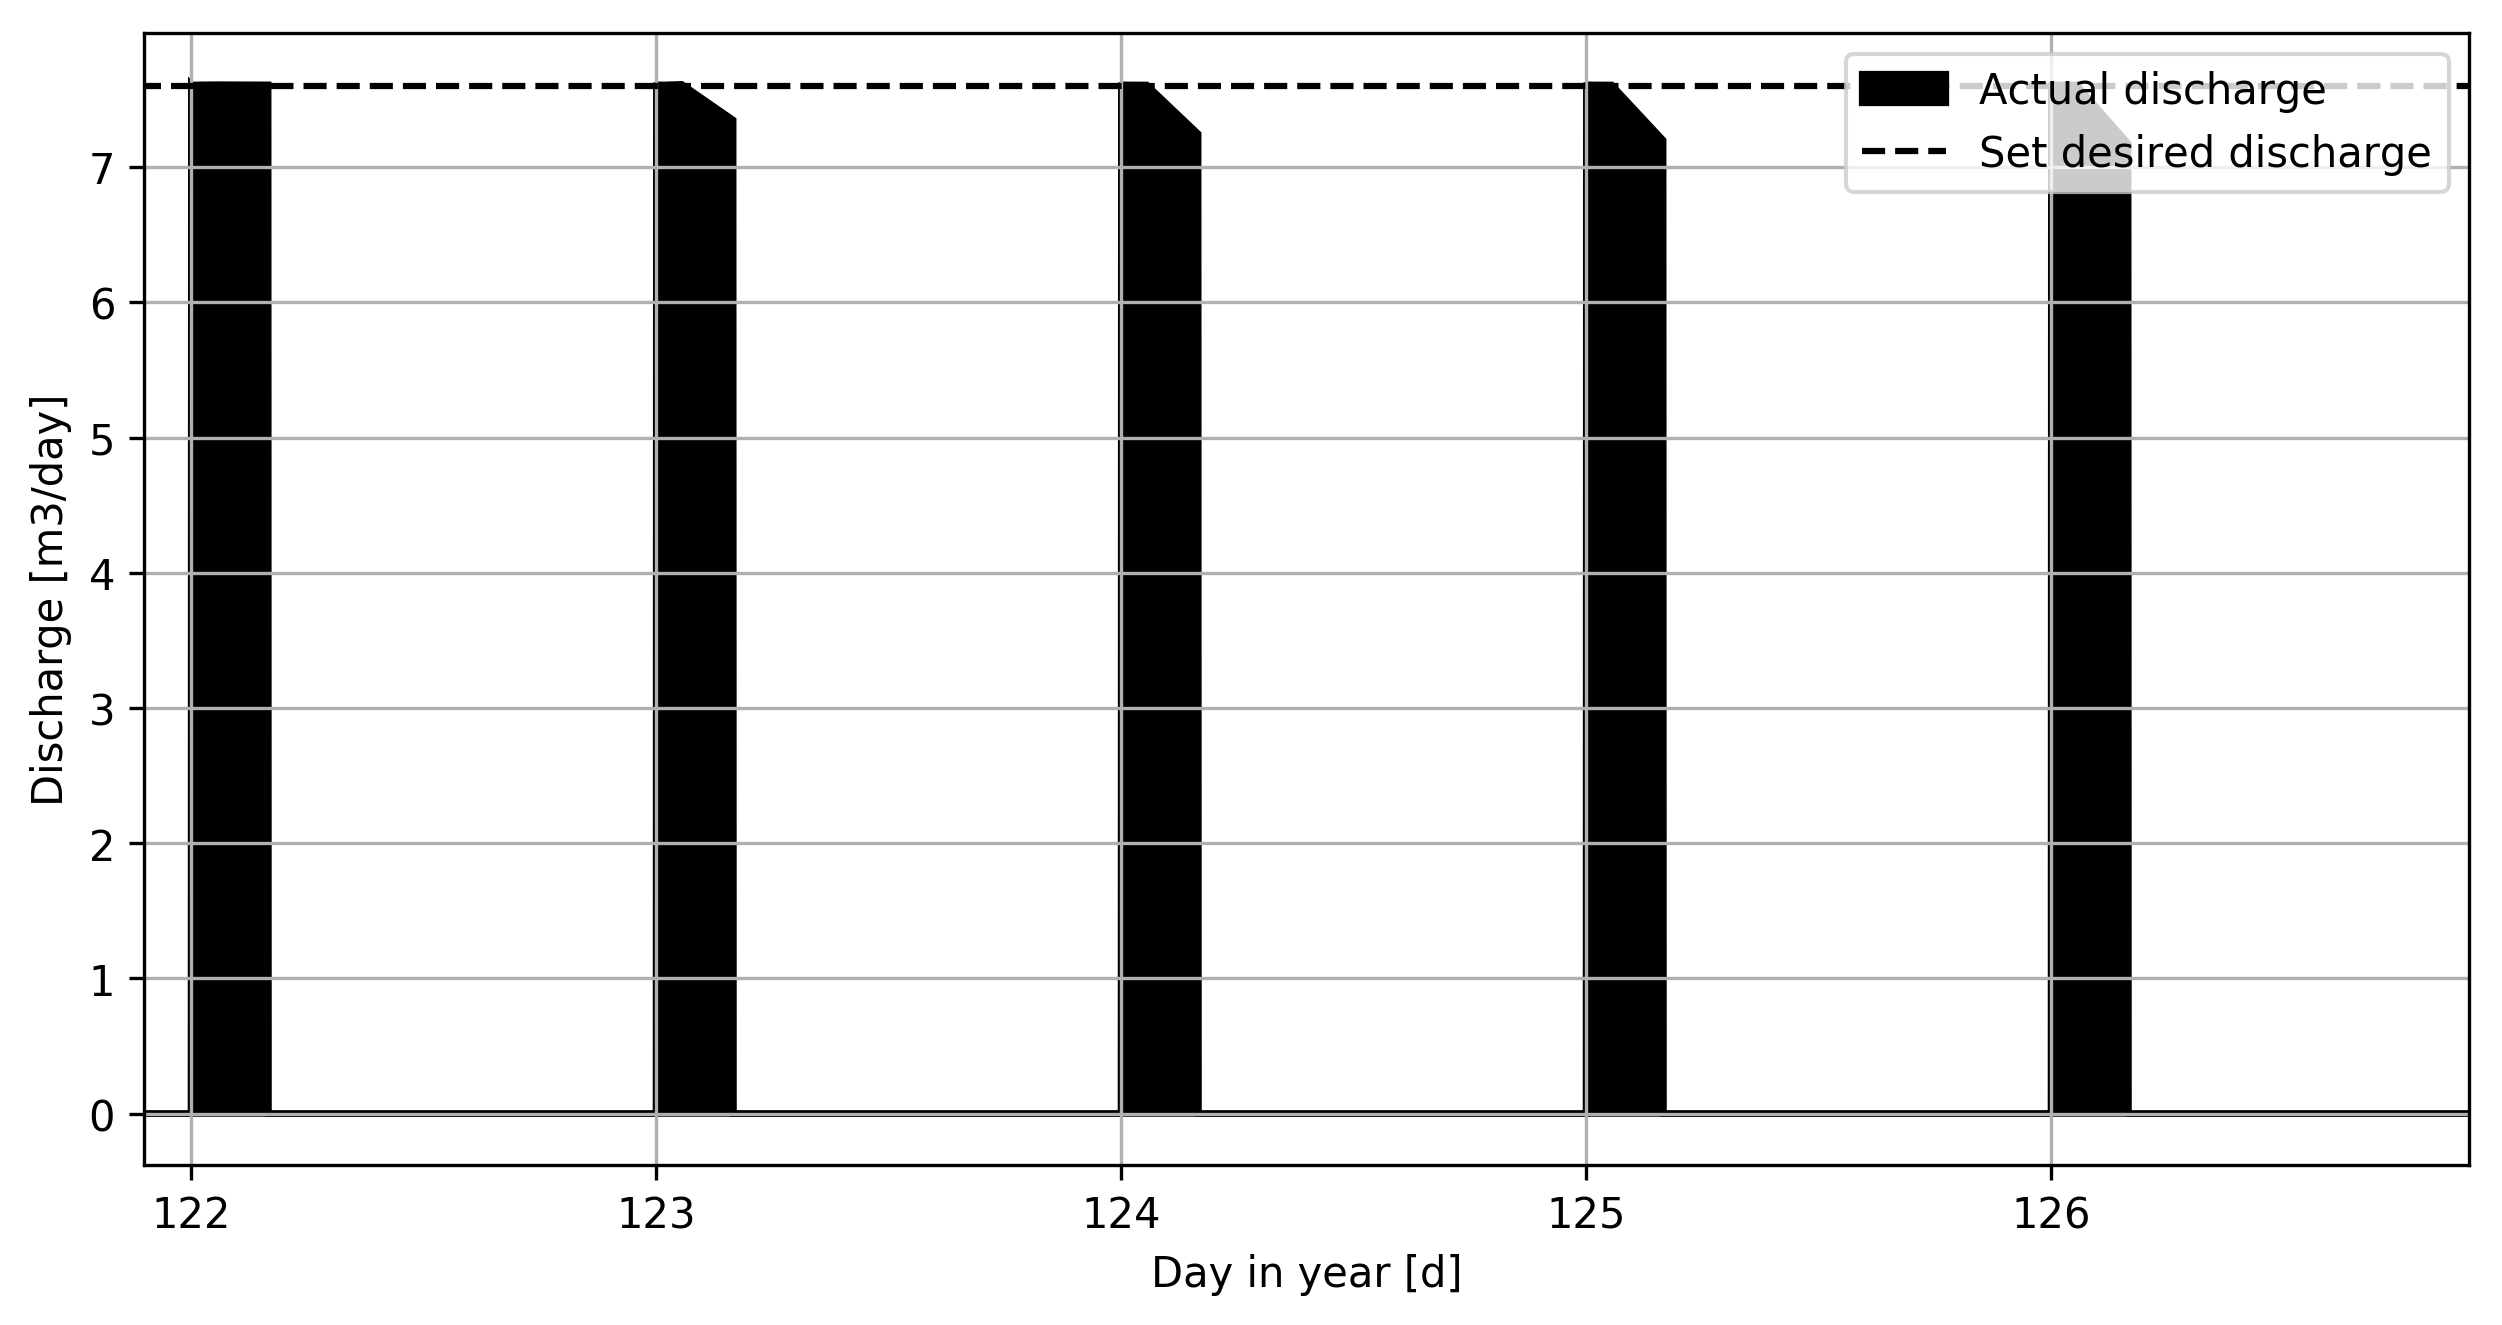 Actual discharge
Set desired discharge
7
6
5
4
3
2
1
0
Discharge [m3/day]
122 123 124 125 126
Day in year [d]